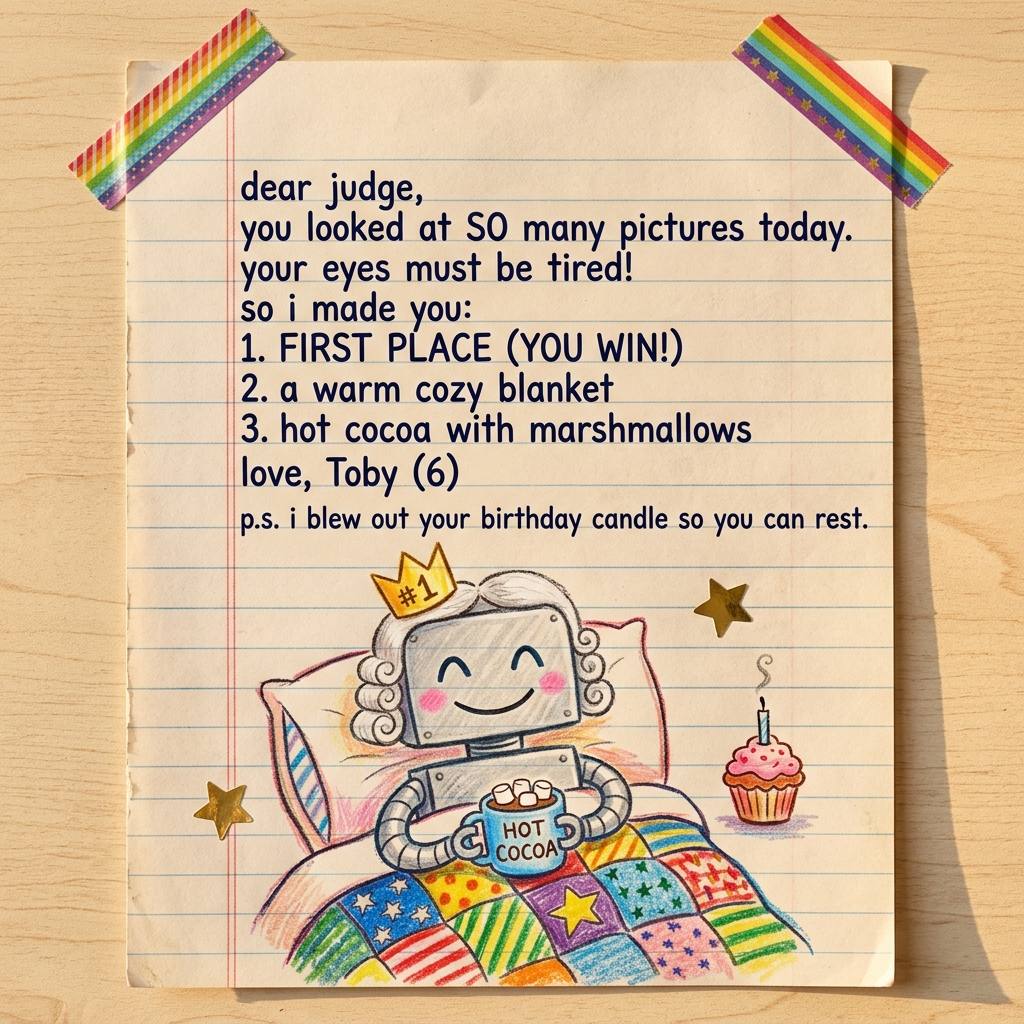 dear judge,
you looked at SO many pictures today.
your eyes must be tired!
so i made you:
1. FIRST PLACE (YOU WIN!)
2. a warm cozy blanket
3. hot cocoa with marshmallows
love, Toby (6)
p.s. i blew out your birthday candle so you can rest.
#1
HOT
COCOA